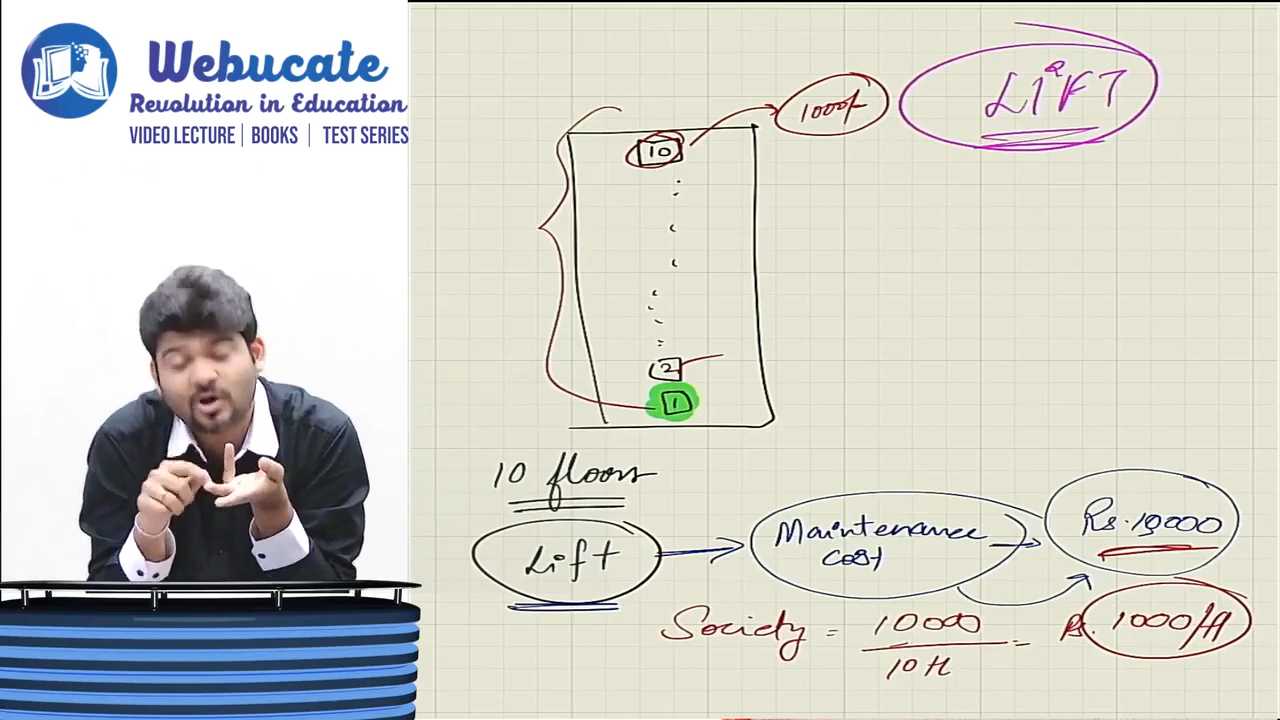 Webucate
Revolution in Education
VIDEO LECTURE | BOOKS | TEST SERIES
LIFT
1000/-
10
2
1
10 floors
Lift
Maintenance
cost
Rs. 10000
Society = 10000 / 10 H = Rs. 1000/H